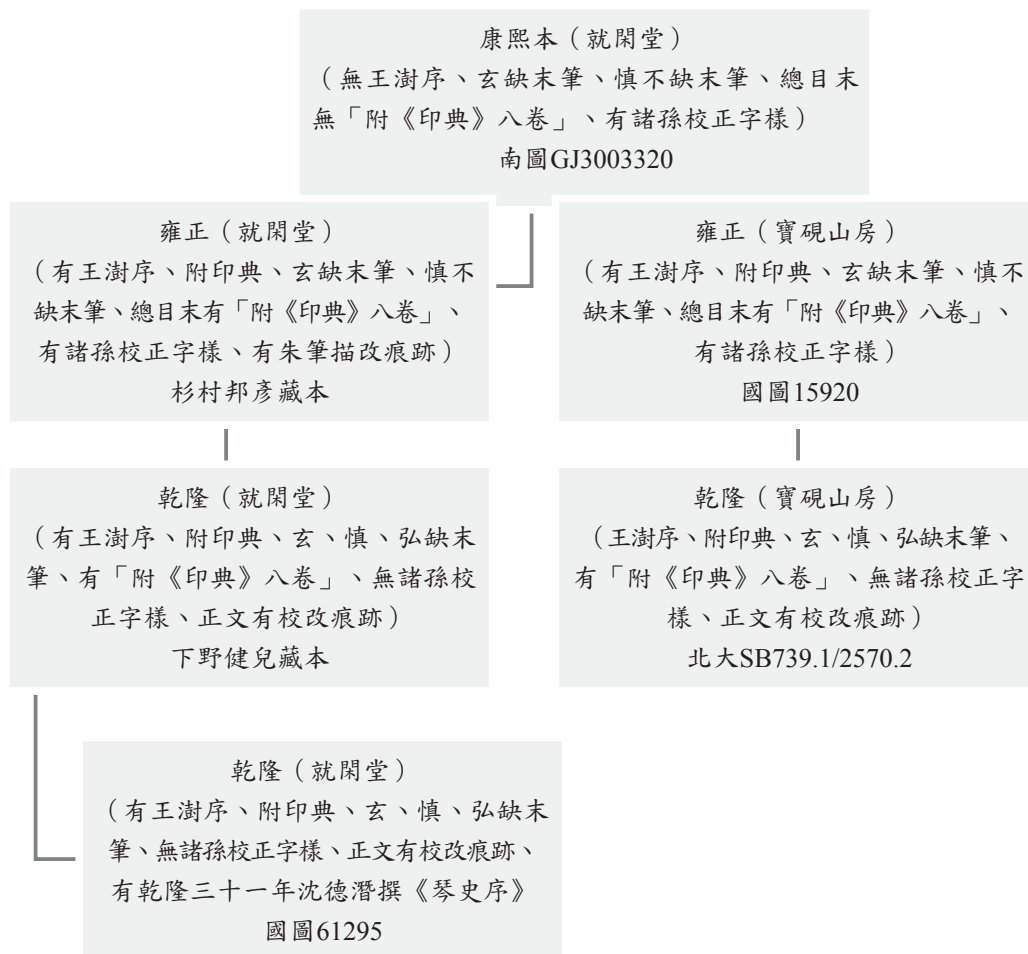 康熙本（就閑堂）
（無王澍序、玄缺末筆、慎不缺末筆、總目末
無「附《印典》八卷」、有諸孫校正字樣）
南圖GJ3003320
雍正（就閑堂）
（有王澍序、附印典、玄缺末筆、慎不
缺末筆、總目末有「附《印典》八卷」、
有諸孫校正字樣、有朱筆描改痕跡）
杉村邦彥藏本
雍正（寶硯山房）
（有王澍序、附印典、玄缺末筆、慎不
缺末筆、總目末有「附《印典》八卷」、
有諸孫校正字樣）
國圖15920
乾隆（就閑堂）
（有王澍序、附印典、玄、慎、弘缺末
筆、有「附《印典》八卷」、無諸孫校
正字樣、正文有校改痕跡）
下野健兒藏本
乾隆（寶硯山房）
（王澍序、附印典、玄、慎、弘缺末筆、
有「附《印典》八卷」、無諸孫校正字
樣、正文有校改痕跡）
北大SB739.1/2570.2
乾隆（就閑堂）
（有王澍序、附印典、玄、慎、弘缺末
筆、無諸孫校正字樣、正文有校改痕跡、
有乾隆三十一年沈德潛撰《琴史序》
國圖61295